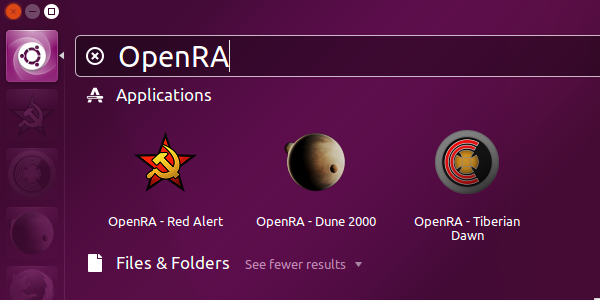 OpenRA
Applications
OpenRA - Red Alert
OpenRA - Dune 2000
OpenRA - Tiberian
Dawn
Files & Folders See fewer results